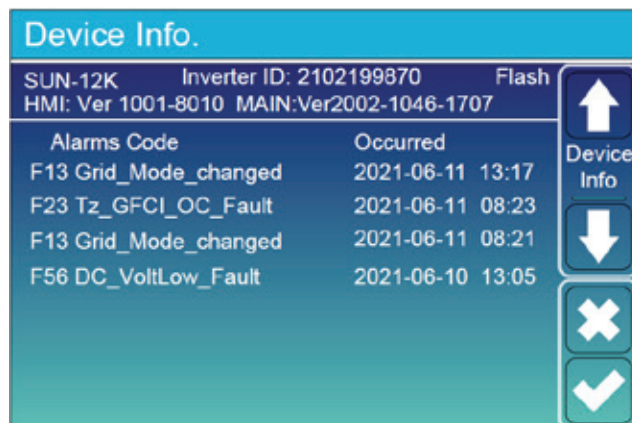 Device Info.
SUN-12K Inverter ID: 2102199870 Flash
HMI: Ver 1001-8010 MAIN:Ver2002-1046-1707
Alarms Code Occurred
F13 Grid_Mode_changed 2021-06-11 13:17
F23 Tz_GFCI_OC_Fault 2021-06-11 08:23
F13 Grid_Mode_changed 2021-06-11 08:21
F56 DC_VoltLow_Fault 2021-06-10 13:05
Device
Info